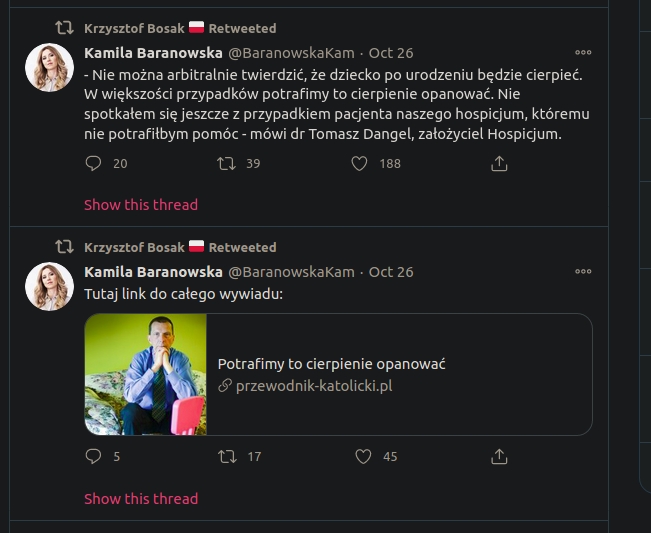 Krzysztof Bosak 🇵🇱 Retweeted
Kamila Baranowska @BaranowskaKam · Oct 26
- Nie można arbitralnie twierdzić, że dziecko po urodzeniu będzie cierpieć.
W większości przypadków potrafimy to cierpienie opanować. Nie
spotkałem się jeszcze z przypadkiem pacjenta naszego hospicjum, któremu
nie potrafiłbym pomóc - mówi dr Tomasz Dangel, założyciel Hospicjum.
20 39 188
Show this thread
Krzysztof Bosak 🇵🇱 Retweeted
Kamila Baranowska @BaranowskaKam · Oct 26
Tutaj link do całego wywiadu:
Potrafimy to cierpienie opanować
przewodnik-katolicki.pl
5 17 45
Show this thread